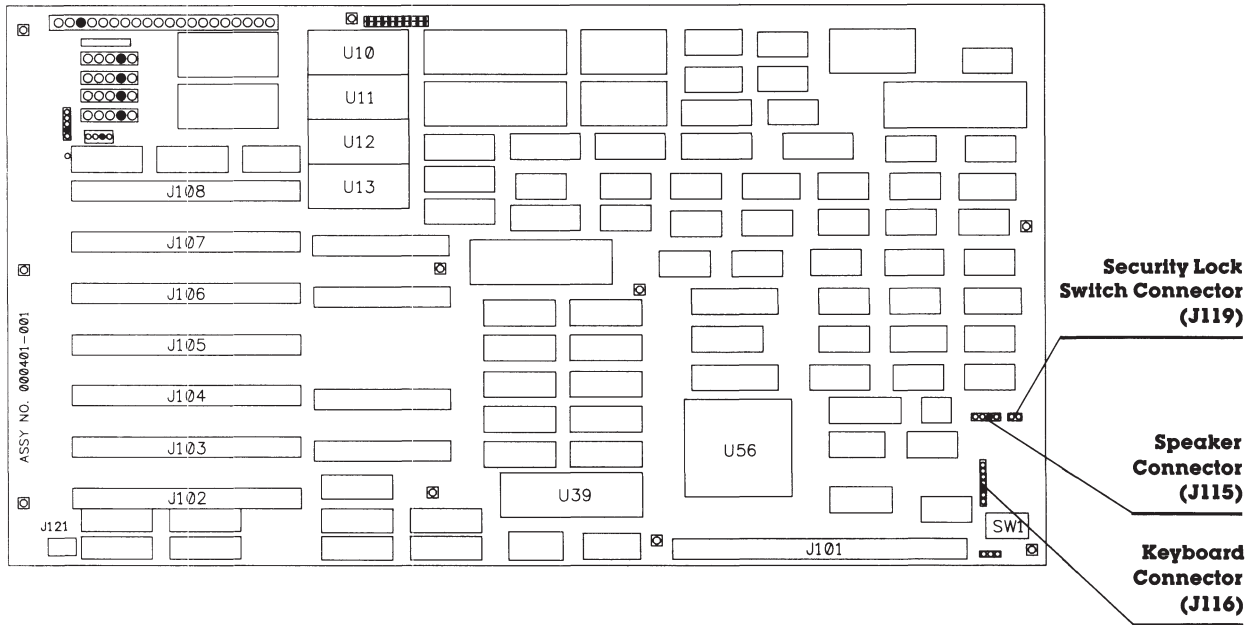 U10
U11
U12
U13
J108
J107
J106
J105
J104
J103
J102
J121
ASSY NO. 000401-001
U56
U39
SW1
J101
Security Lock
Switch Connector
(J119)
Speaker
Connector
(J115)
Keyboard
Connector
(J116)